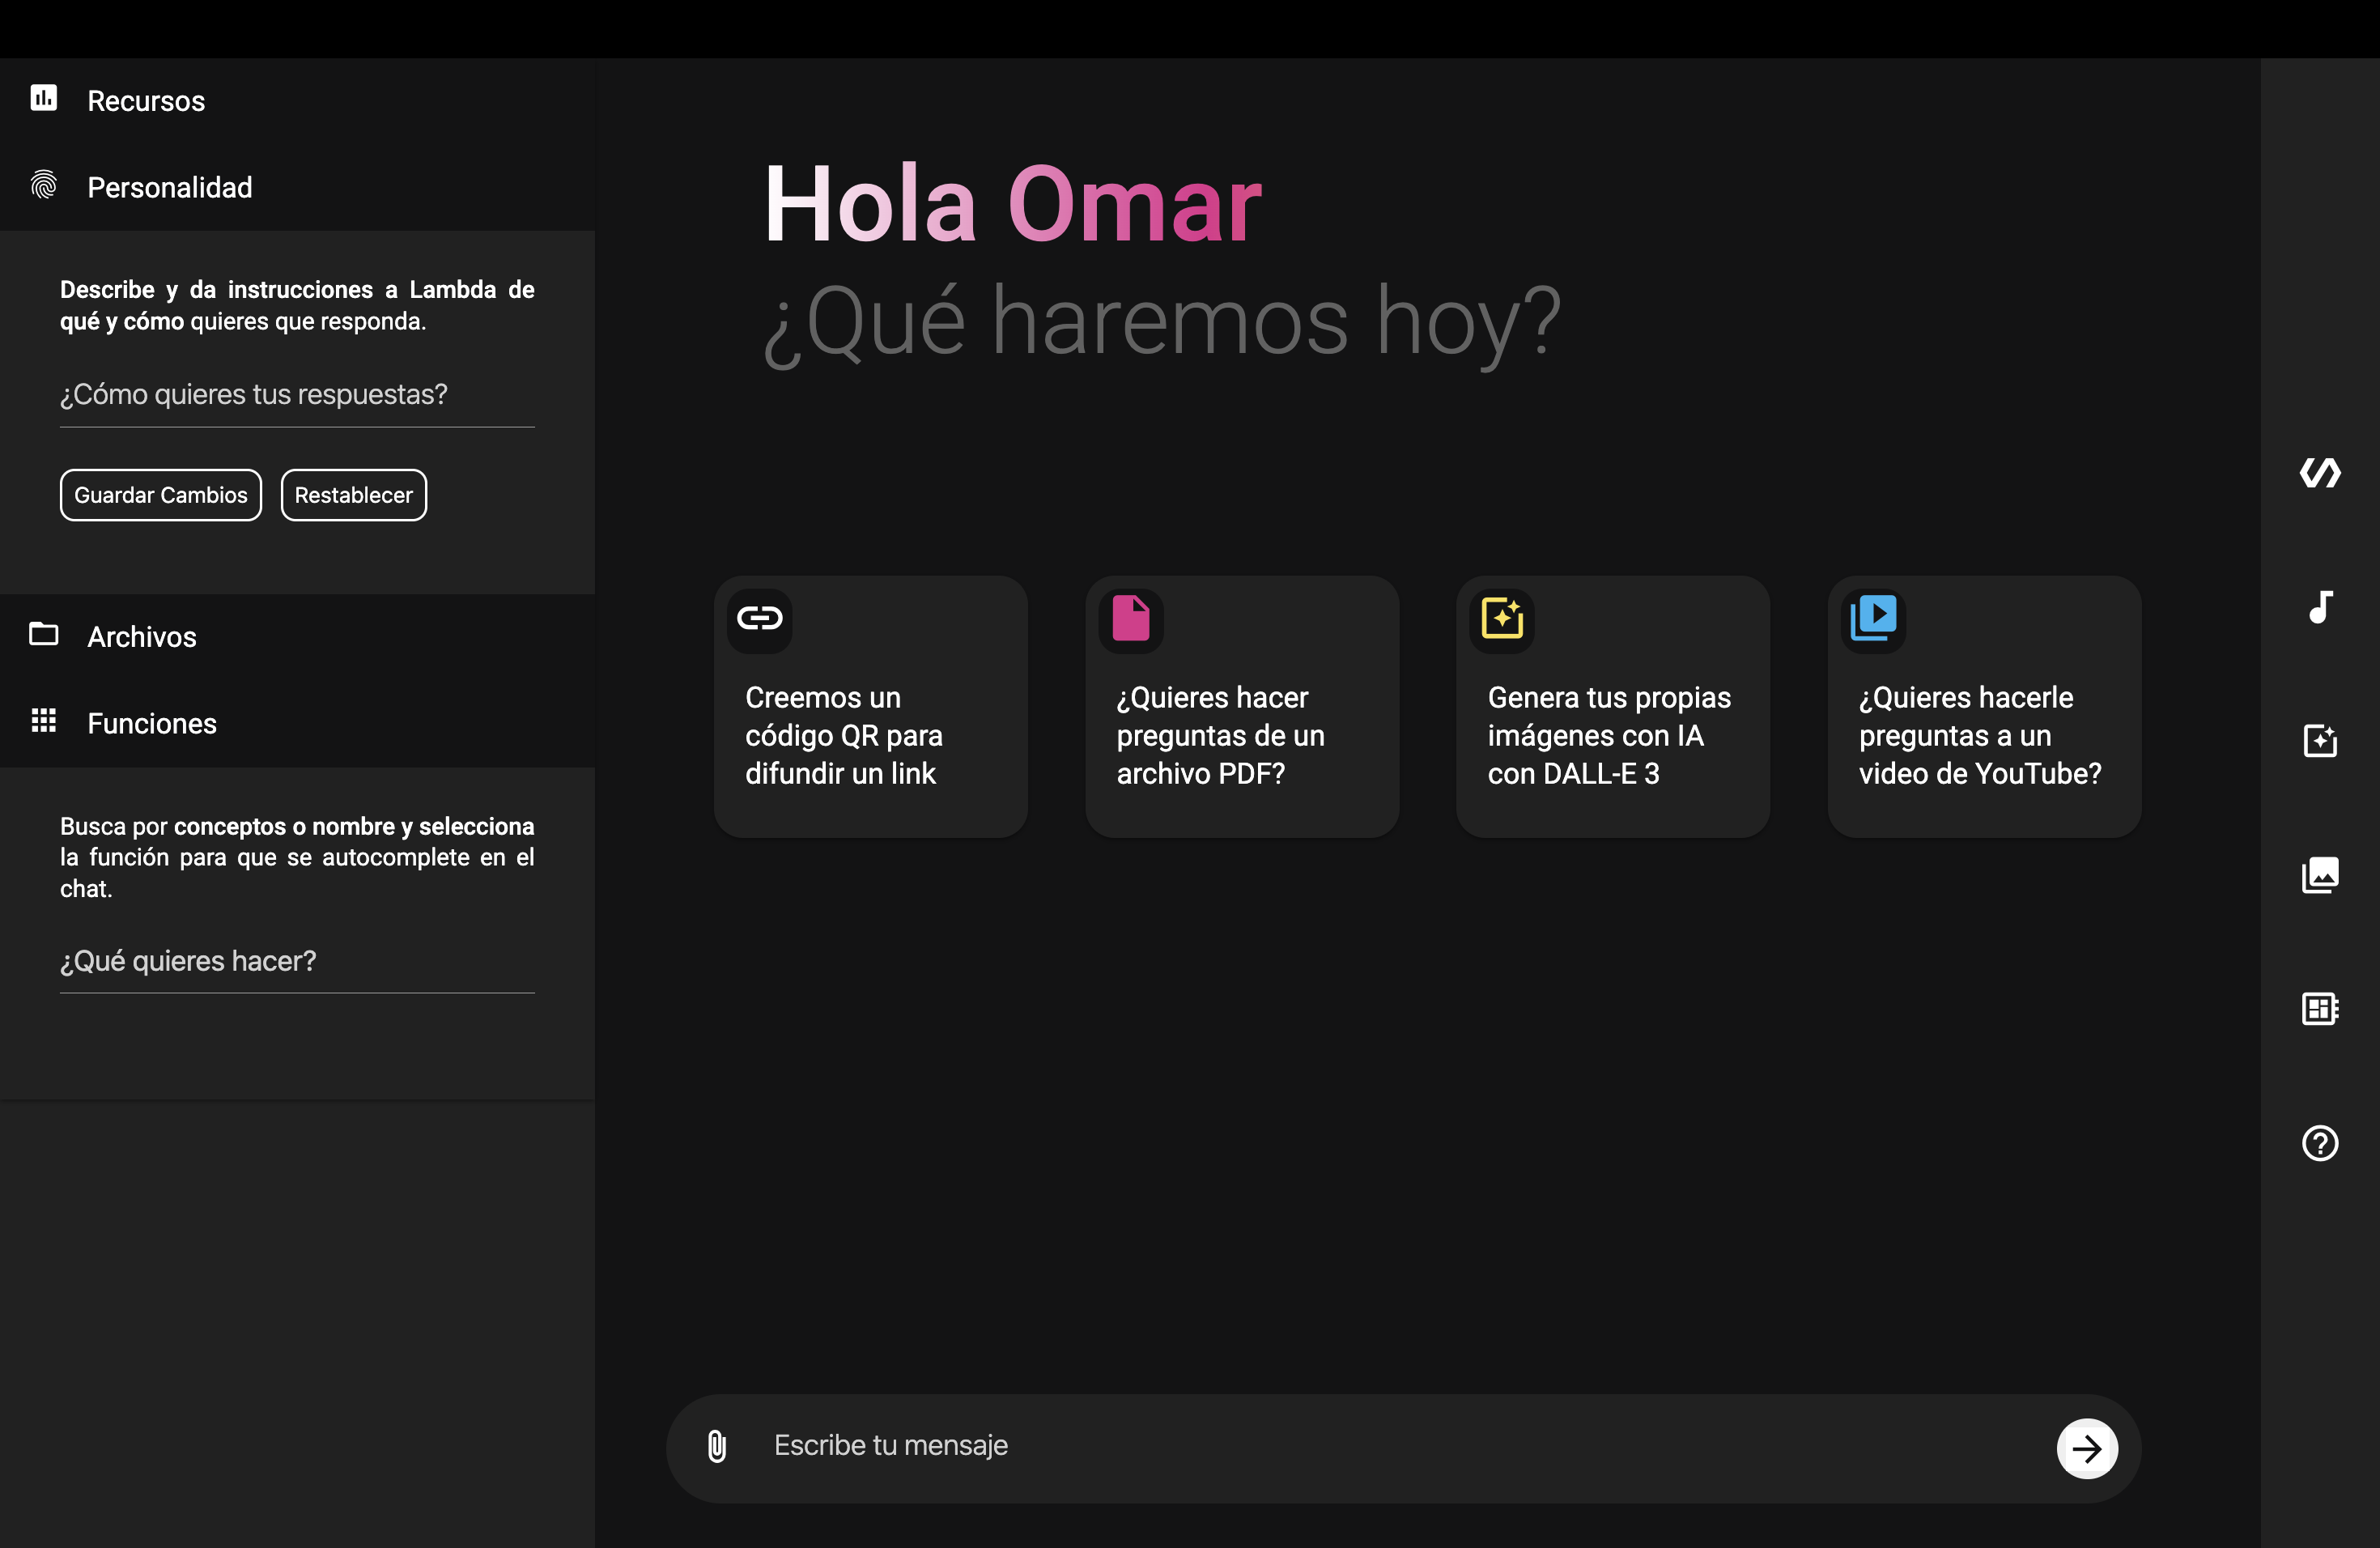 Recursos
Personalidad
Describe y da instrucciones a Lambda de
qué y cómo quieres que responda.
¿Cómo quieres tus respuestas?
Guardar Cambios
Restablecer
Archivos
Funciones
Busca por conceptos o nombre y selecciona
la función para que se autocomplete en el
chat.
¿Qué quieres hacer?
Hola Omar
¿Qué haremos hoy?
Creemos un
código QR para
difundir un link
¿Quieres hacer
preguntas de un
archivo PDF?
Genera tus propias
imágenes con IA
con DALL-E 3
¿Quieres hacerle
preguntas a un
video de YouTube?
Escribe tu mensaje